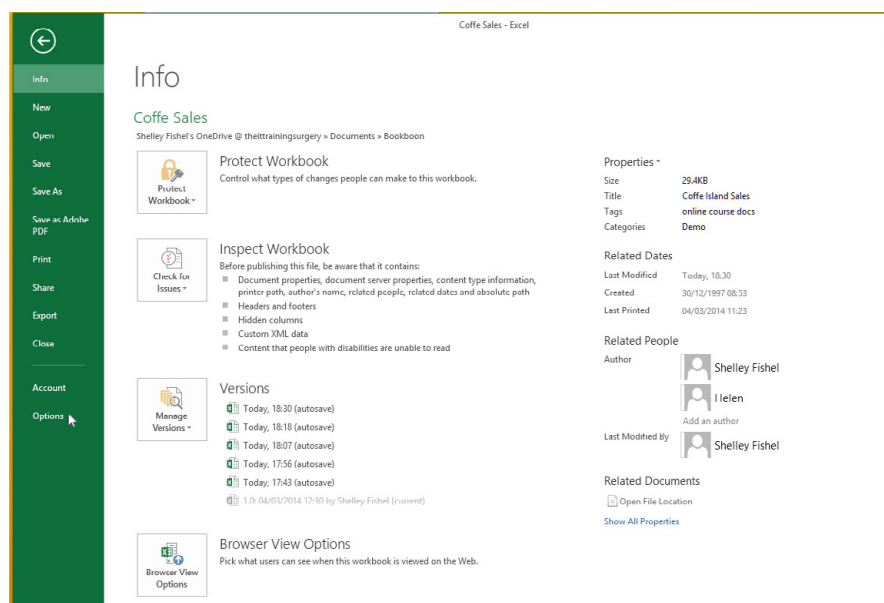 Coffe Sales - Excel
Info
New
Open
Save
Save As
Save as Adobe
PDF
Print
Share
Export
Close
Account
Options
Info
Coffe Sales
Shelley Fishel's OneDrive @ theittrainingsurgery » Documents » Bookboon
Protect
Workbook
Protect Workbook
Control what types of changes people can make to this workbook.
Check for
Issues
Inspect Workbook
Before publishing this file, be aware that it contains:
Document properties, document server properties, content type information,
printer path, author's name, related people, related dates and absolute path
Headers and footers
Hidden columns
Custom XML data
Content that people with disabilities are unable to read
Manage
Versions
Versions
Today, 18:30 (autosave)
Today, 18:18 (autosave)
Today, 18:07 (autosave)
Today, 17:56 (autosave)
Today, 17:43 (autosave)
1.0: 04/03/2014 12:30 by Shelley Fishel (current)
Browser View
Options
Browser View Options
Pick what users can see when this workbook is viewed on the Web.
Properties
Size 29.4KB
Title Coffe Island Sales
Tags online course docs
Categories Demo
Related Dates
Last Modified Today, 18:30
Created 30/12/1997 08:53
Last Printed 04/03/2014 11:23
Related People
Author Shelley Fishel
Helen
Add an author
Last Modified By Shelley Fishel
Related Documents
Open File Location
Show All Properties